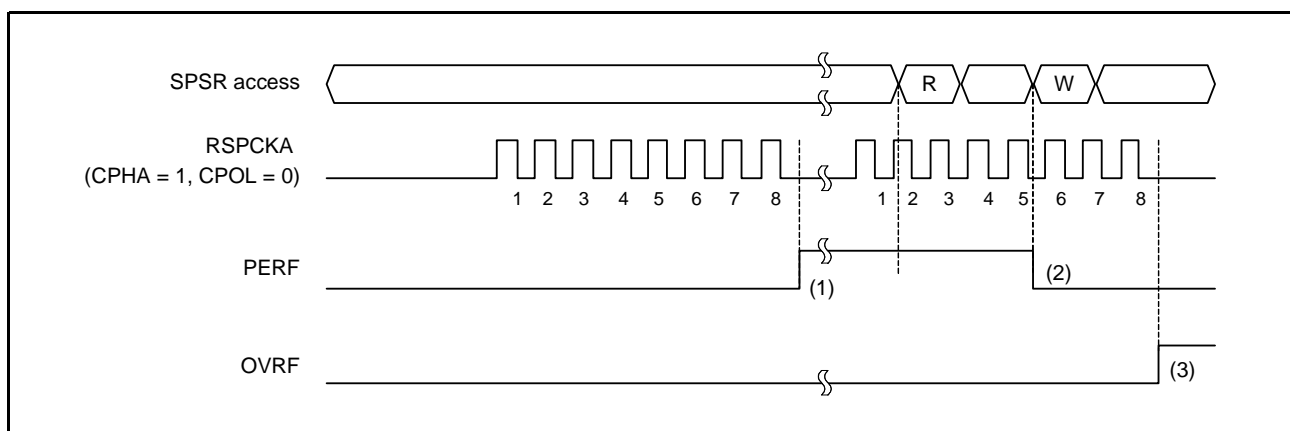 SPSR access
R
W
RSPCKA
(CPHA = 1, CPOL = 0)
1 2 3 4 5 6 7 8 1 2 3 4 5 6 7 8
PERF
(1)
(2)
OVRF
(3)